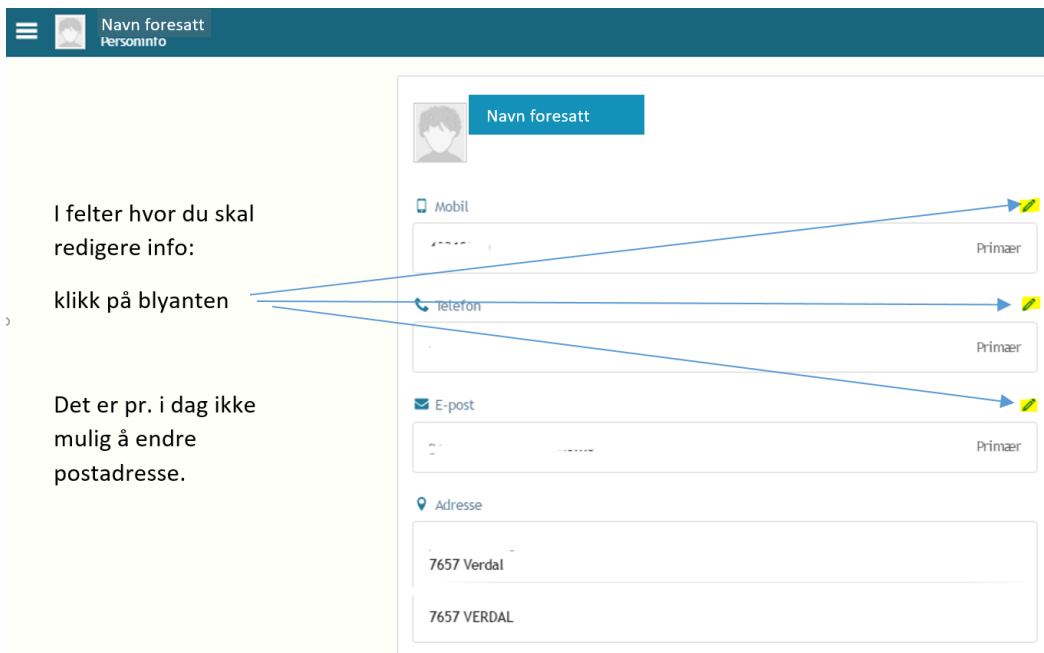 Navn foresatt
Personinfo
Navn foresatt
I felter hvor du skal
redigere info:
klikk på blyanten
Det er pr. i dag ikke
mulig å endre
postadresse.
Mobil
Primær
Telefon
Primær
E-post
Primær
Adresse
7657 Verdal
7657 VERDAL